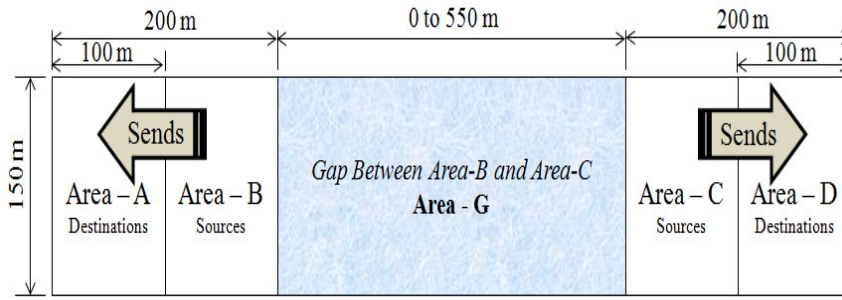 200 m
0 to 550 m
200 m
100 m
100 m
150 m
Sends
Sends
Gap Between Area-B and Area-C
Area - G
Area – A
Destinations
Area – B
Sources
Area – C
Sources
Area – D
Destinations